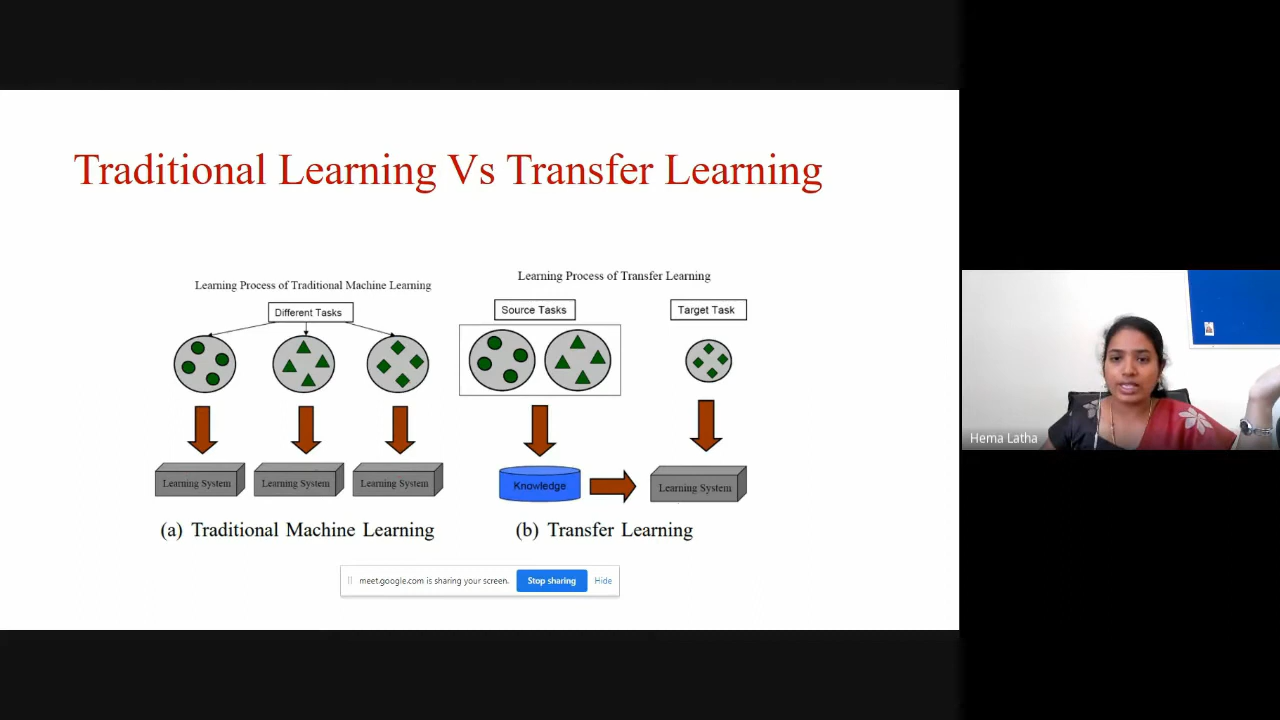 Traditional Learning Vs Transfer Learning
Learning Process of Traditional Machine Learning
Different Tasks
Learning System
Learning System
Learning System
(a) Traditional Machine Learning
Learning Process of Transfer Learning
Source Tasks
Target Task
Knowledge
Learning System
(b) Transfer Learning
meet.google.com is sharing your screen.
Stop sharing
Hide
Hema Latha